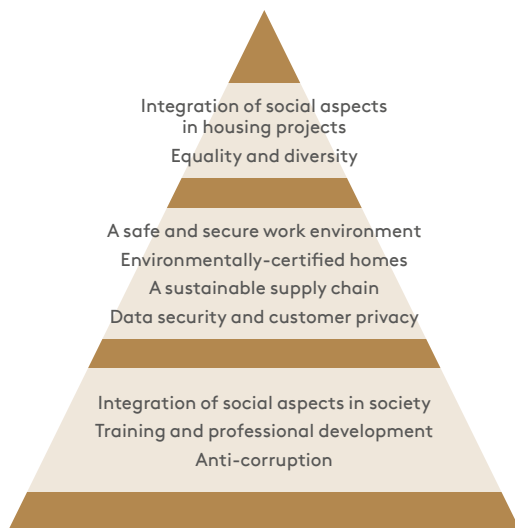 Integration of social aspects
in housing projects
Equality and diversity
A safe and secure work environment
Environmentally-certified homes
A sustainable supply chain
Data security and customer privacy
Integration of social aspects in society
Training and professional development
Anti-corruption